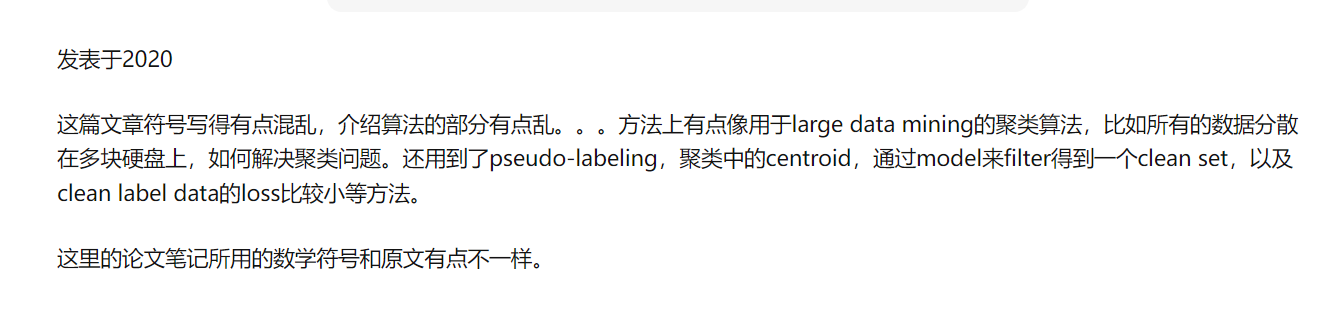 发表于2020
这篇文章符号写得有点混乱，介绍算法的部分有点乱。。。方法上有点像用于large data mining的聚类算法，比如所有的数据分散
在多块硬盘上，如何解决聚类问题。还用到了pseudo-labeling，聚类中的centroid，通过model来filter得到一个clean set，以及
clean label data的loss比较小等方法。
这里的论文笔记所用的数学符号和原文有点不一样。